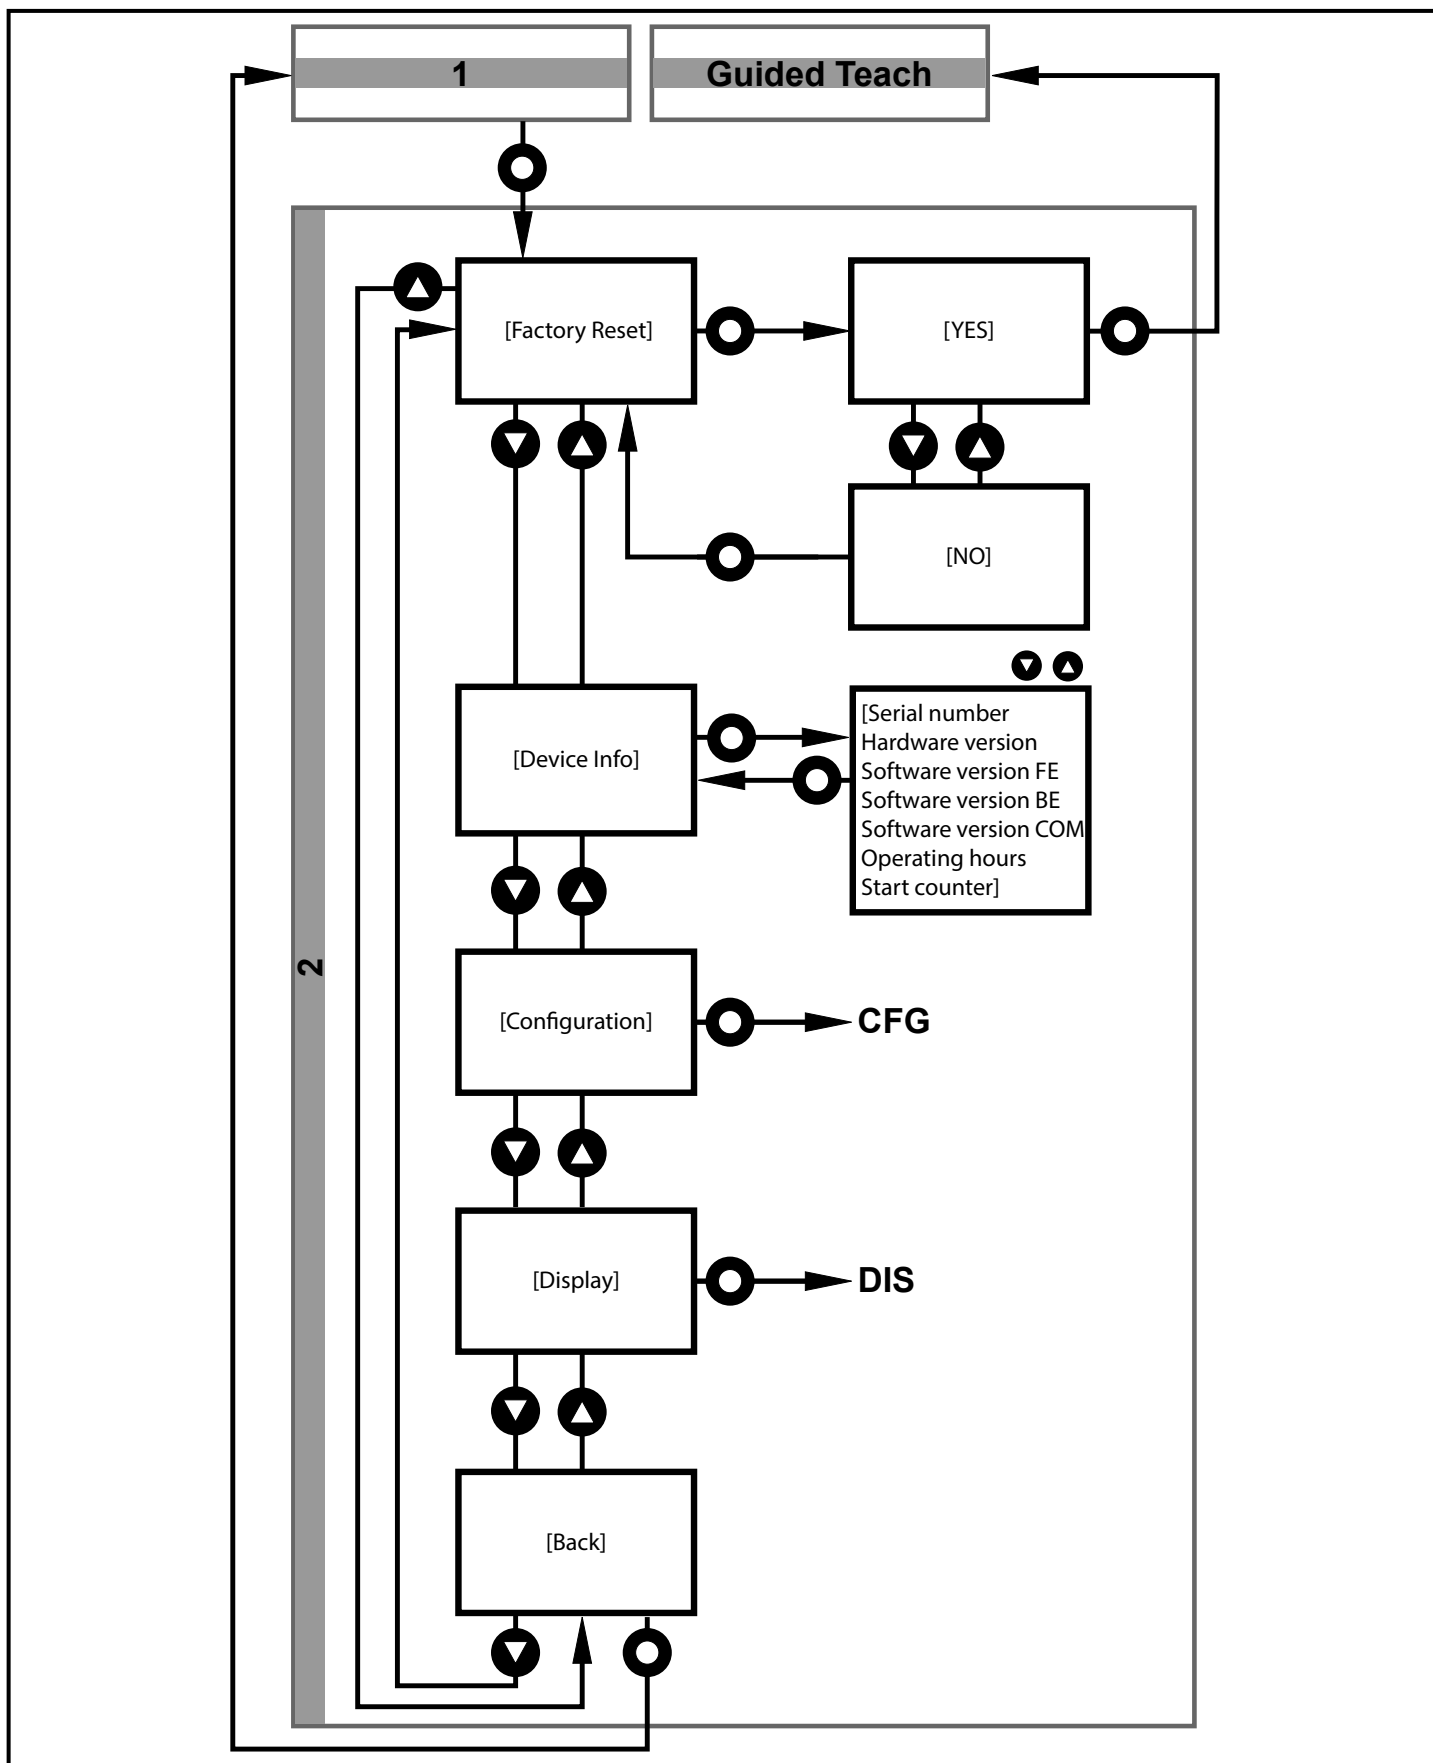 1
Guided Teach
2
[Factory Reset]
[YES]
[NO]
[Device Info]
[Serial number
Hardware version
Software version FE
Software version BE
Software version COM
Operating hours
Start counter]
[Configuration]
CFG
[Display]
DIS
[Back]